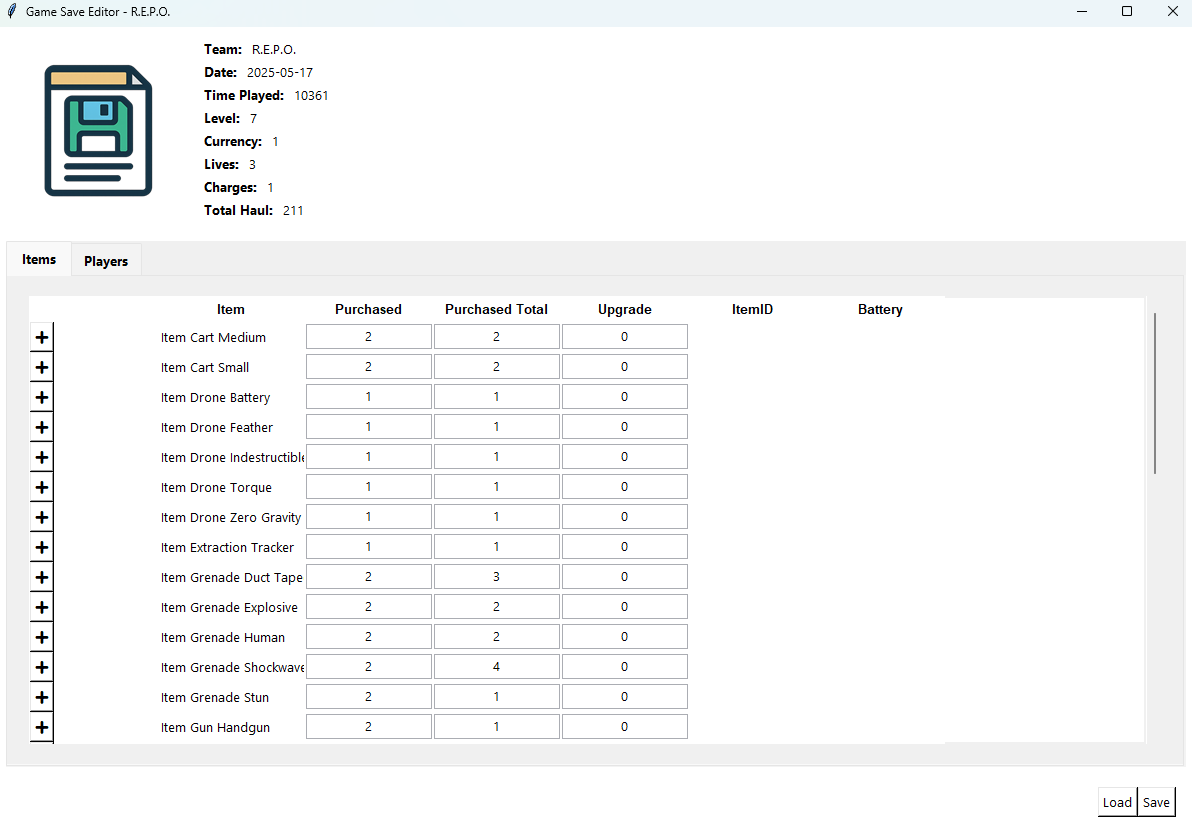 Game Save Editor - R.E.P.O.
Team: R.E.P.O.
Date: 2025-05-17
Time Played: 10361
Level: 7
Currency: 1
Lives: 3
Charges: 1
Total Haul: 211
Items Players
Item Purchased Purchased Total Upgrade ItemID Battery
+ Item Cart Medium 2 2 0
+ Item Cart Small 2 2 0
+ Item Drone Battery 1 1 0
+ Item Drone Feather 1 1 0
+ Item Drone Indestructible 1 1 0
+ Item Drone Torque 1 1 0
+ Item Drone Zero Gravity 1 1 0
+ Item Extraction Tracker 1 1 0
+ Item Grenade Duct Tape 2 3 0
+ Item Grenade Explosive 2 2 0
+ Item Grenade Human 2 2 0
+ Item Grenade Shockwave 2 4 0
+ Item Grenade Stun 2 1 0
+ Item Gun Handgun 2 1 0
Load Save